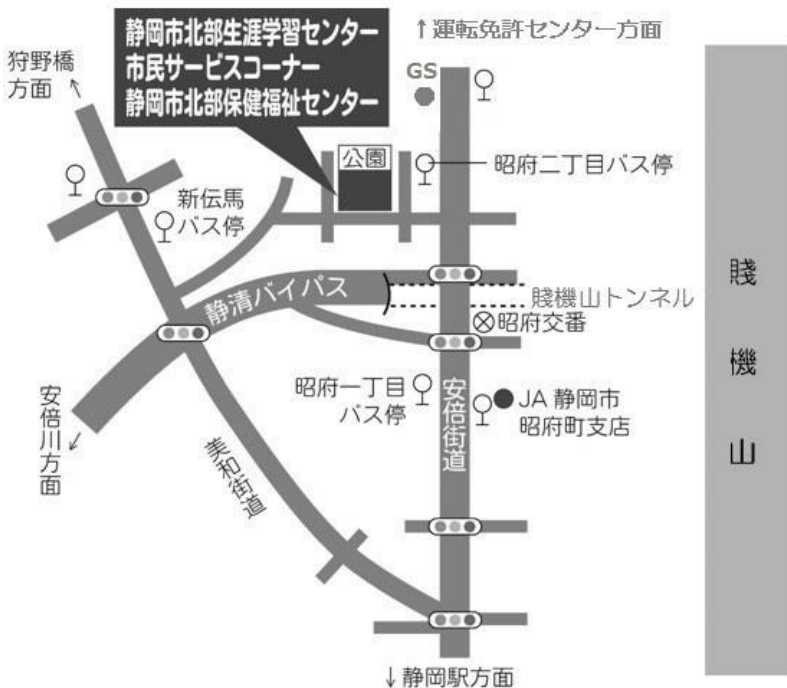 静岡市北部生涯学習センター
市民サービスコーナー
静岡市北部保健福祉センター
↑運転免許センター方面
狩野橋
方面
GS
公園
昭府二丁目バス停
新伝馬
バス停
静清バイパス
賤機山トンネル
昭府交番
賤機山
安倍川方面
昭府一丁目
バス停
安倍街道
JA 静岡市
昭府町支店
美和街道
↓静岡駅方面